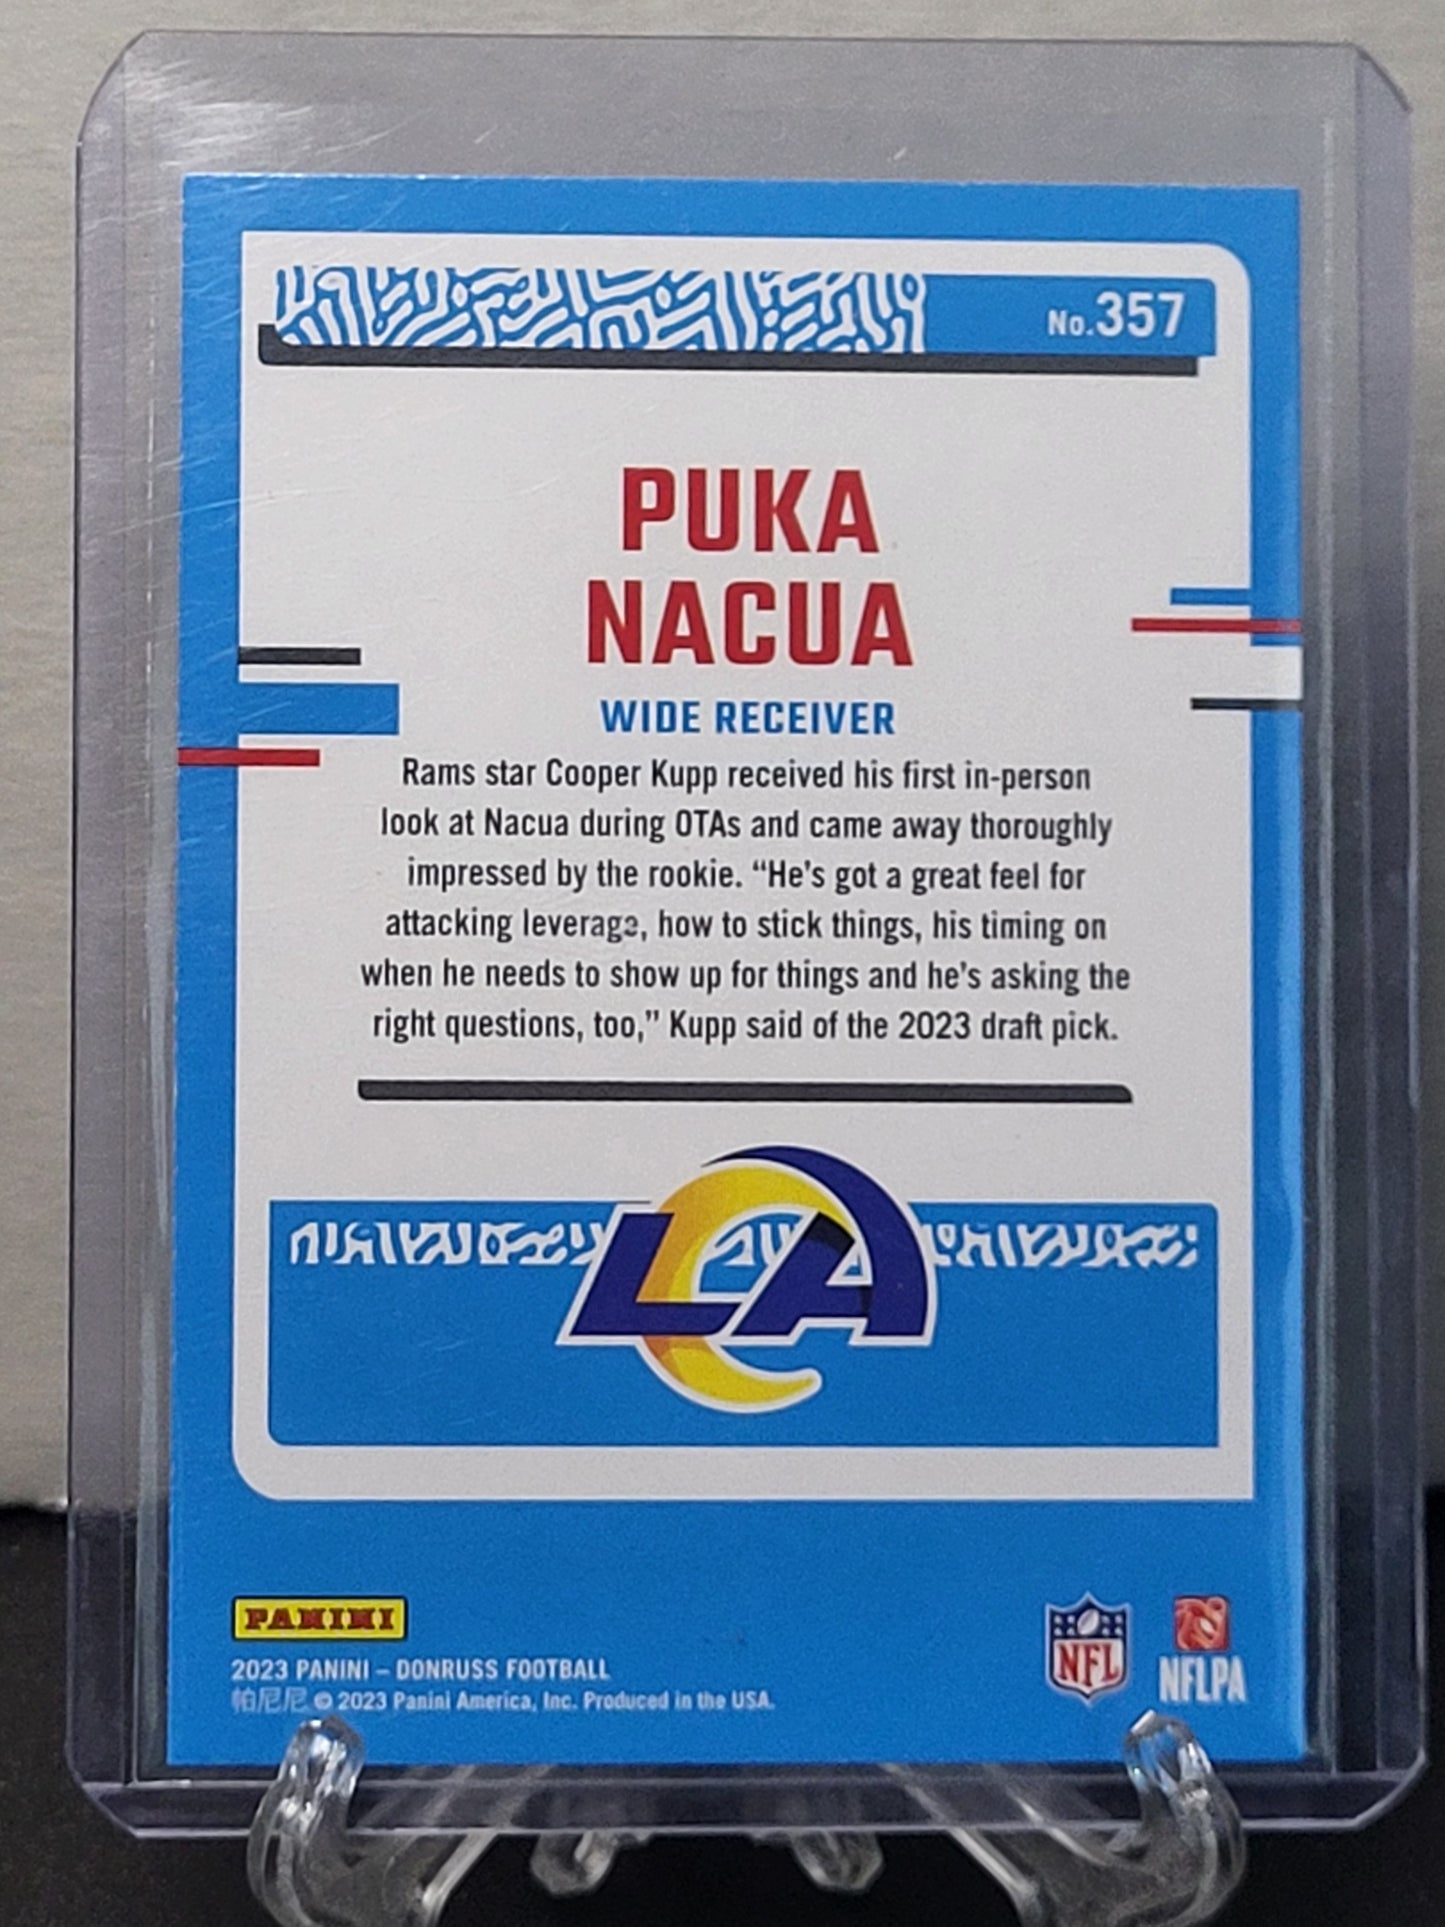 No.357
PUKA
NACUA
WIDE RECEIVER
Rams star Cooper Kupp received his first in-person
look at Nacua during OTAs and came away thoroughly
impressed by the rookie. “He's got a great feel for
attacking leverage, how to stick things, his timing on
when he needs to show up for things and he's asking the
right questions, too,” Kupp said of the 2023 draft pick.
LA
PANINI
2023 PANINI – DONRUSS FOOTBALL
帕尼尼 © 2023 Panini America, Inc. Produced in the USA.
NFL
NFLPA